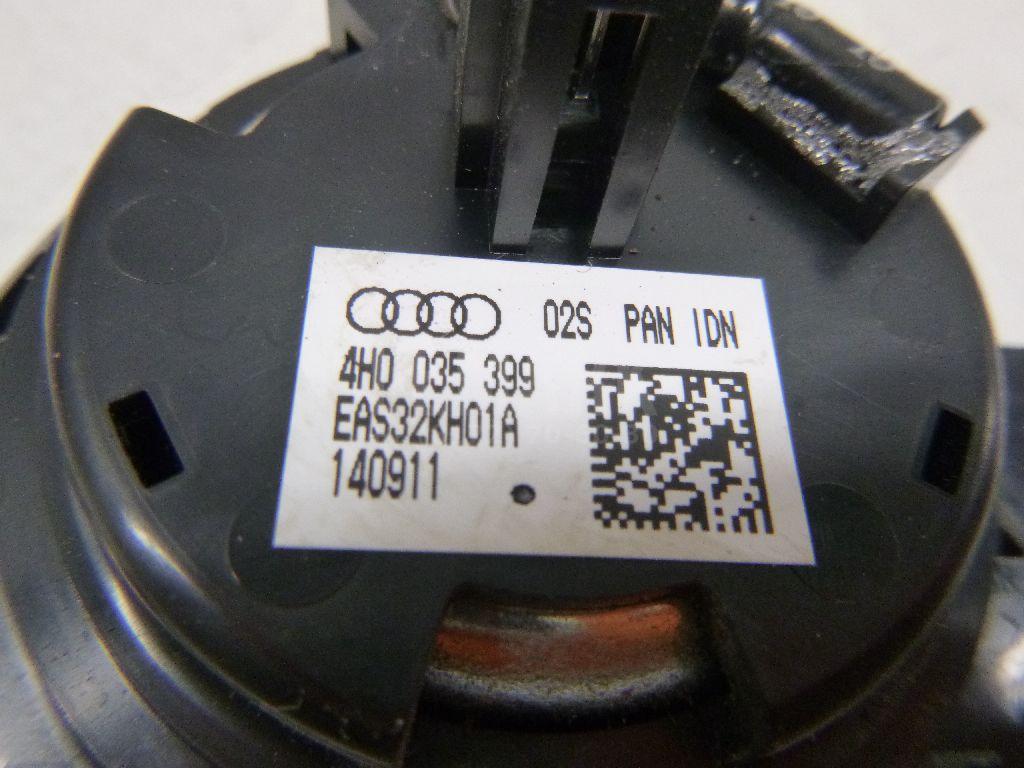 02S PAN IDN
4H0 035 399
EAS32KH01A
140911